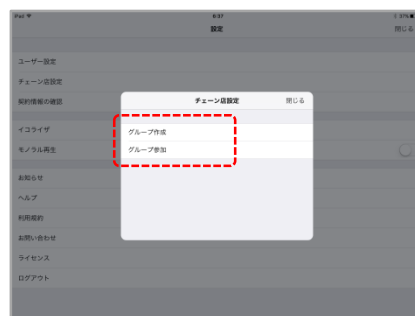 iPad
8:37
37%
設定
閉じる
ユーザー設定
チェーン店設定
契約情報の確認
チェーン店設定
閉じる
グループ作成
グループ参加
イコライザ
モノラル再生
お知らせ
ヘルプ
利用規約
お問い合わせ
ライセンス
ログアウト